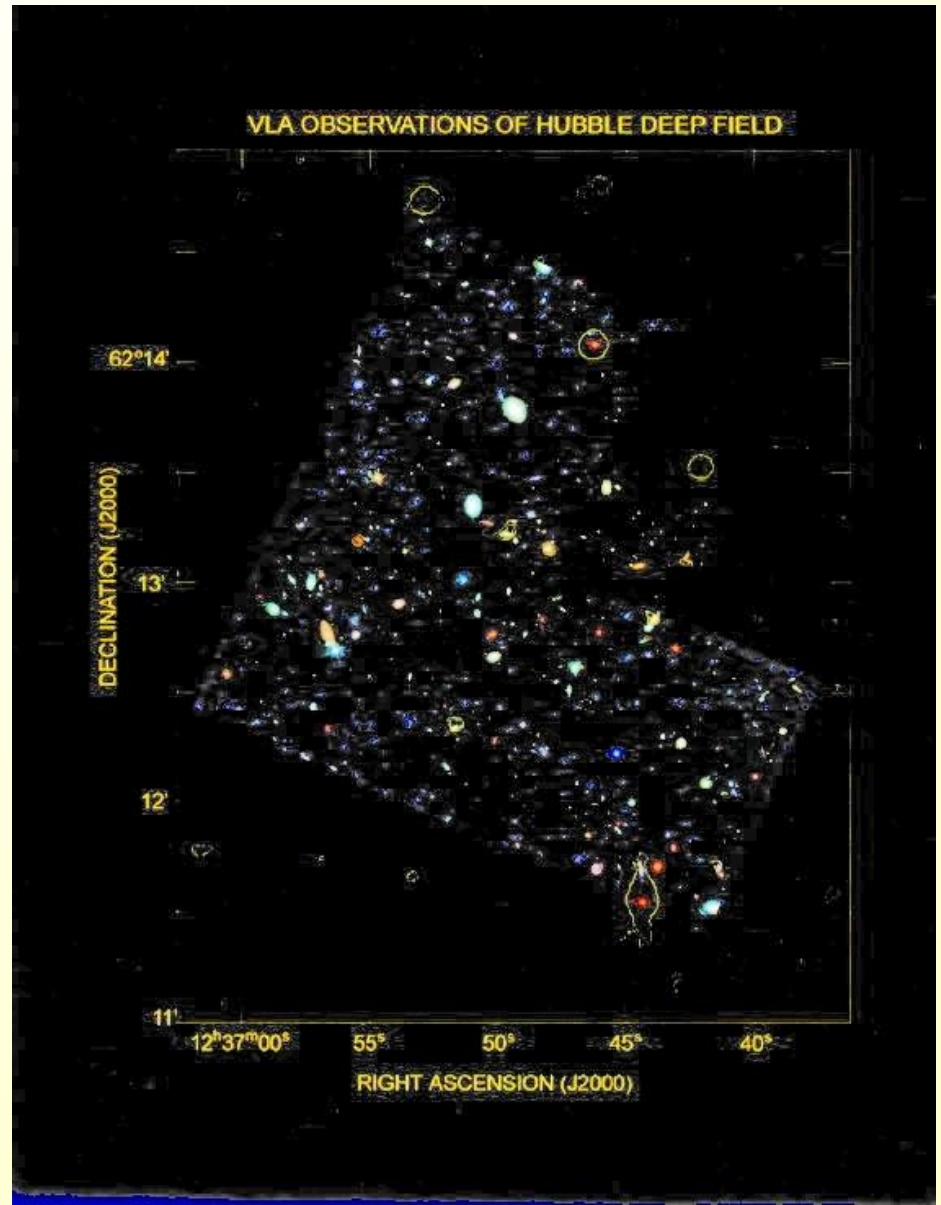 VLA OBSERVATIONS OF HUBBLE DEEP FIELD
62°14'
DECLINATION (J2000)
13'
12'
11'
12ʰ37ᵐ00ˢ 55ˢ 50ˢ 45ˢ 40ˢ
RIGHT ASCENSION (J2000)